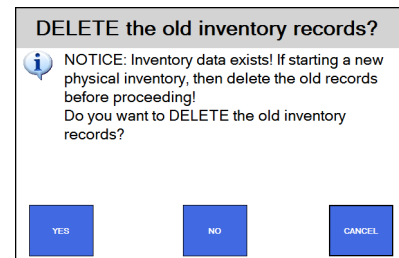 DELETE the old inventory records?
NOTICE: Inventory data exists! If starting a new
physical inventory, then delete the old records
before proceeding!
Do you want to DELETE the old inventory
records?
YES
NO
CANCEL